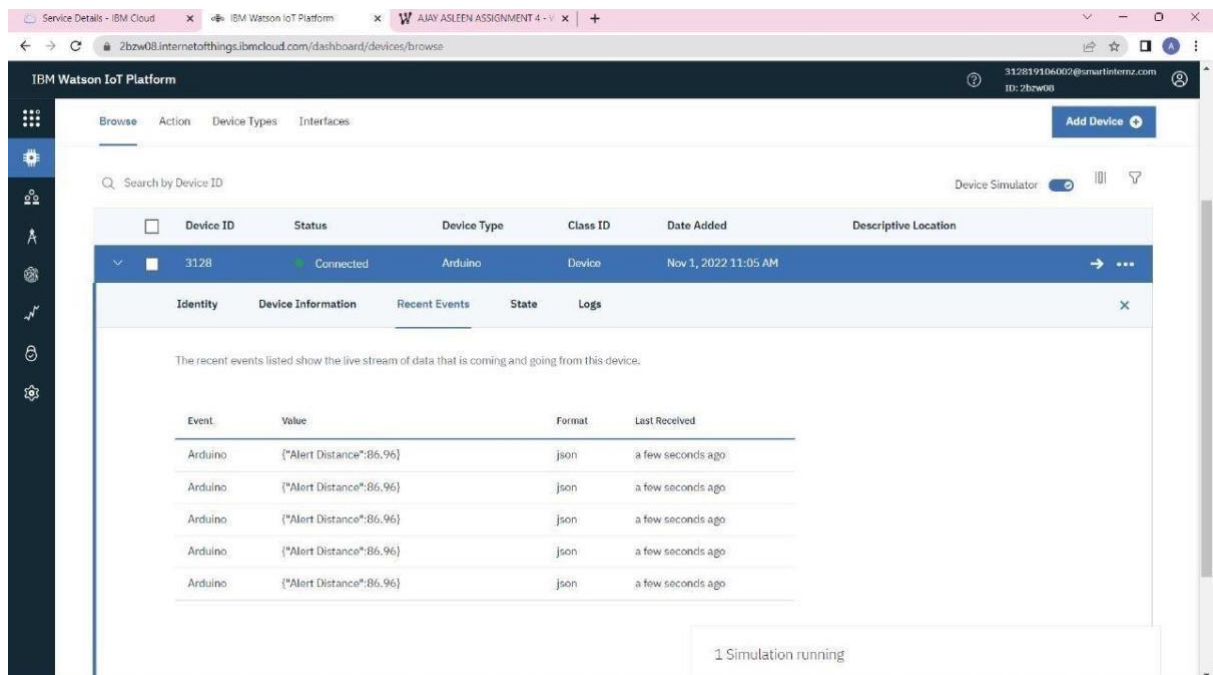 Service Details - IBM Cloud
IBM Watson IoT Platform
AJAY ASLEEN ASSIGNMENT 4 -
2bzw08.internetofthings.ibmcloud.com/dashboard/devices/browse
A
IBM Watson IoT Platform
312819106002@smartinternz.com
ID: 2bzw08
Browse Action Device Types Interfaces
Add Device
Search by Device ID
Device Simulator
Device ID Status Device Type Class ID Date Added Descriptive Location
3128 Connected Arduino Device Nov 1, 2022 11:05 AM
Identity Device Information Recent Events State Logs
The recent events listed show the live stream of data that is coming and going from this device.
Event Value Format Last Received
Arduino {"Alert Distance":86.96} json a few seconds ago
Arduino {"Alert Distance":86.96} json a few seconds ago
Arduino {"Alert Distance":86.96} json a few seconds ago
Arduino {"Alert Distance":86.96} json a few seconds ago
Arduino {"Alert Distance":86.96} json a few seconds ago
1 Simulation running